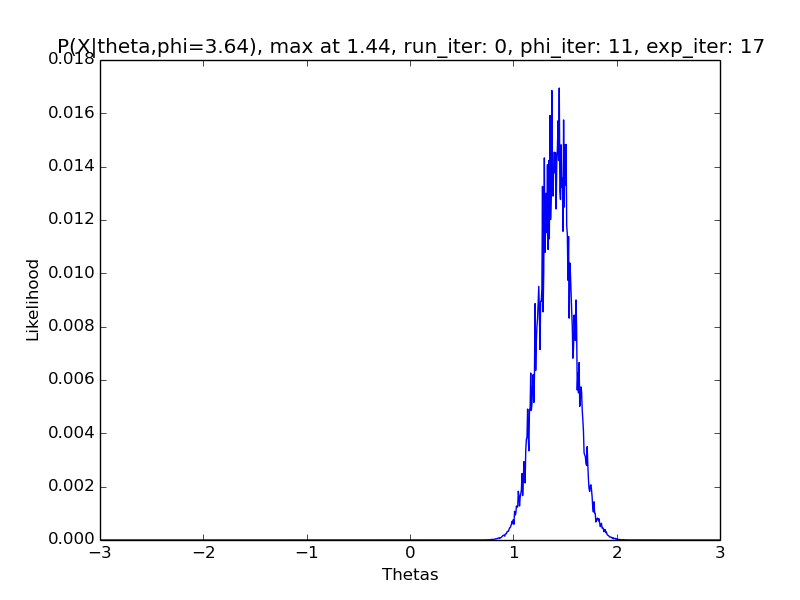 P(X|theta,phi=3.64), max at 1.44, run_iter: 0, phi_iter: 11, exp_iter: 17
0.018
0.016
0.014
0.012
0.010
0.008
0.006
0.004
0.002
0.000
Likelihood
−3 −2 −1 0 1 2 3
Thetas